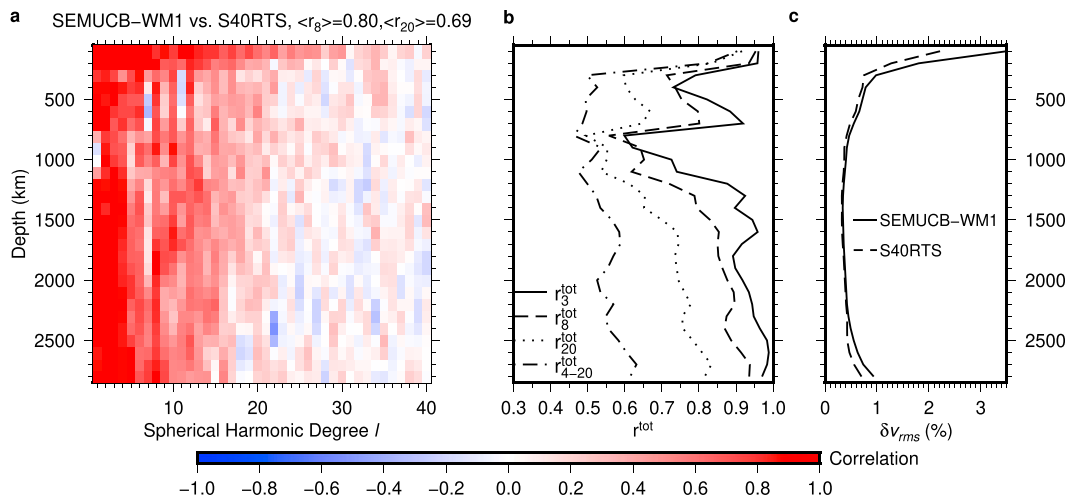 a
SEMUCB−WM1 vs. S40RTS, <r8>=0.80,<r20>=0.69
500
1000
1500
2000
2500
Depth (km)
10 20 30 40
Spherical Harmonic Degree l
b
r3tot
r8tot
r20tot
r4−20tot
0.3 0.4 0.5 0.6 0.7 0.8 0.9 1.0
rtot
c
SEMUCB−WM1
S40RTS
500
1000
1500
2000
2500
0 1 2 3
δvrms (%)
Correlation
−1.0 −0.8 −0.6 −0.4 −0.2 0.0 0.2 0.4 0.6 0.8 1.0